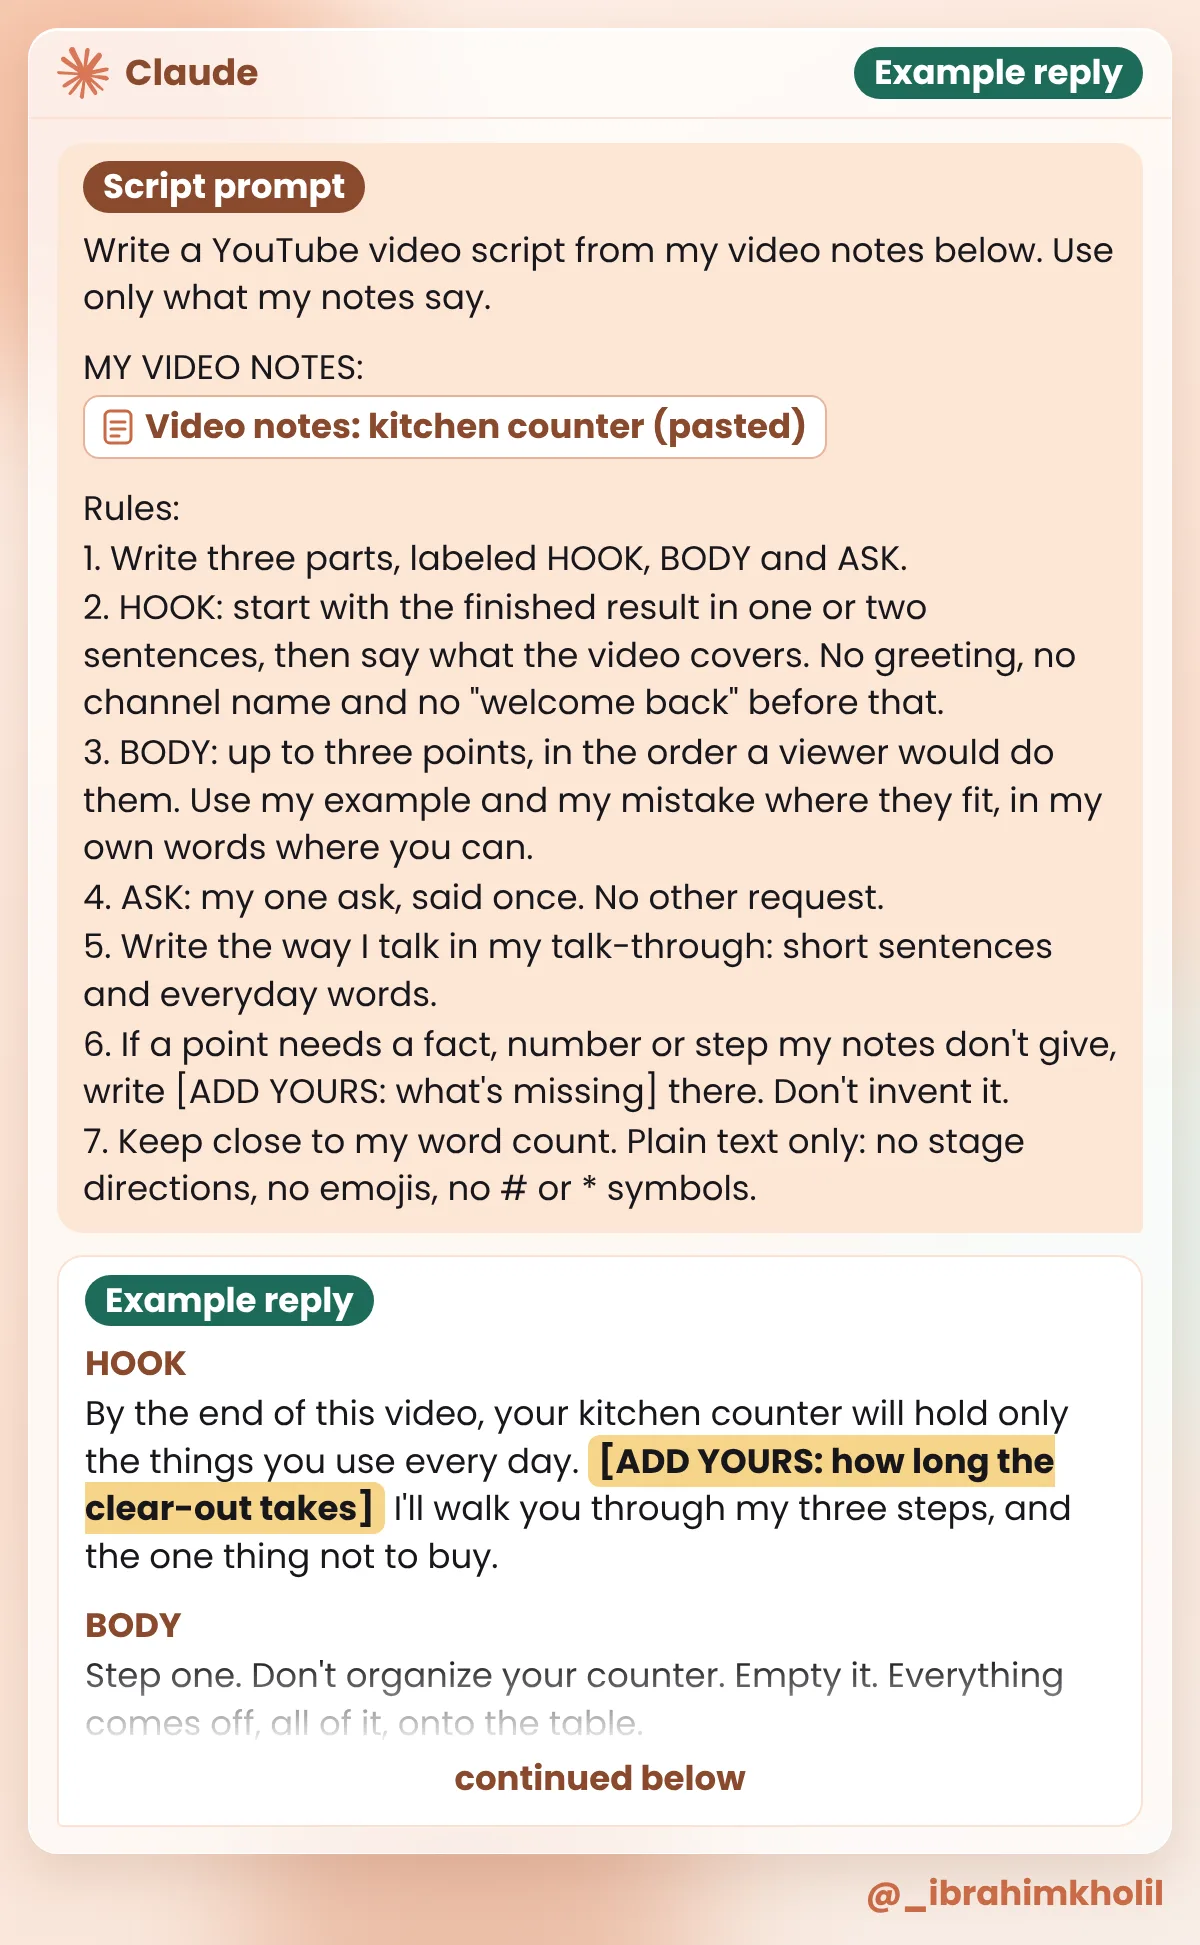 Claude
Example reply
Script prompt
Write a YouTube video script from my video notes below. Use
only what my notes say.
MY VIDEO NOTES:
Video notes: kitchen counter (pasted)
Rules:
1. Write three parts, labeled HOOK, BODY and ASK.
2. HOOK: start with the finished result in one or two
sentences, then say what the video covers. No greeting, no
channel name and no "welcome back" before that.
3. BODY: up to three points, in the order a viewer would do
them. Use my example and my mistake where they fit, in my
own words where you can.
4. ASK: my one ask, said once. No other request.
5. Write the way I talk in my talk-through: short sentences
and everyday words.
6. If a point needs a fact, number or step my notes don't give,
write [ADD YOURS: what's missing] there. Don't invent it.
7. Keep close to my word count. Plain text only: no stage
directions, no emojis, no # or * symbols.
Example reply
HOOK
By the end of this video, your kitchen counter will hold only
the things you use every day. [ADD YOURS: how long the
clear-out takes] I'll walk you through my three steps, and
the one thing not to buy.
BODY
Step one. Don't organize your counter. Empty it. Everything
comes off, all of it, onto the table.
continued below
@_ibrahimkholil